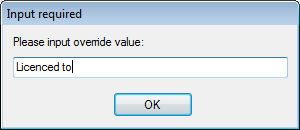 Input required
Please input override value:
Licenced to
OK